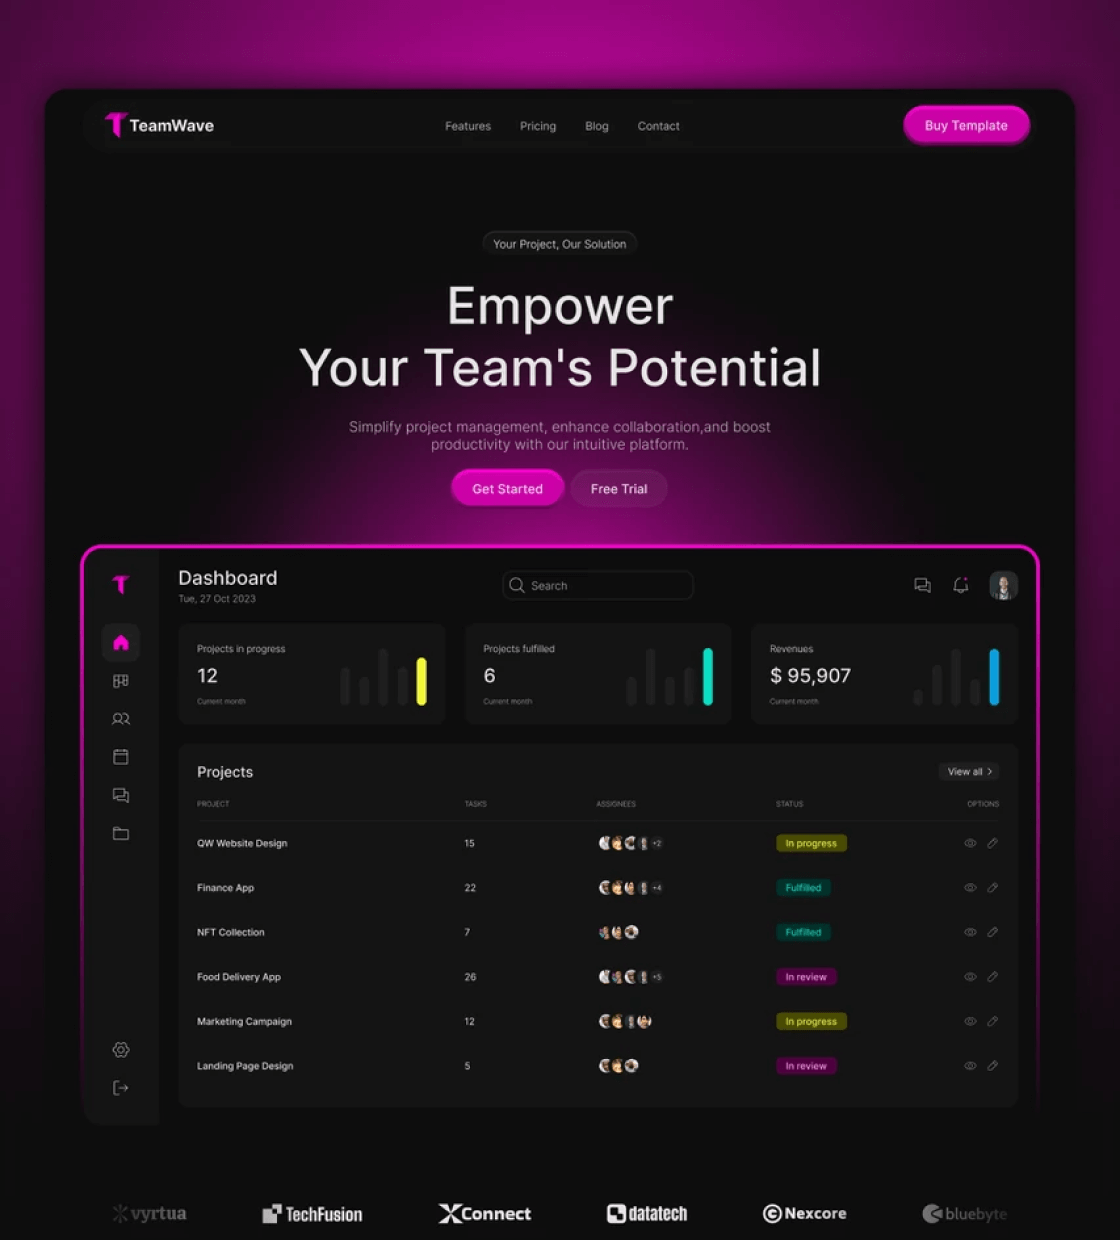 TeamWave
Features Pricing Blog Contact
Buy Template
Your Project, Our Solution
Empower
Your Team's Potential
Simplify project management, enhance collaboration,and boost
productivity with our intuitive platform.
Get Started Free Trial
Dashboard
Tue, 27 Oct 2023
Search
Projects in progress
12
Current month
Projects fulfilled
6
Current month
Revenues
$ 95,907
Current month
Projects
View all
PROJECT TASKS ASSIGNEES STATUS OPTIONS
QW Website Design 15 +2 In progress
Finance App 22 +4 Fulfilled
NFT Collection 7 Fulfilled
Food Delivery App 26 +5 In review
Marketing Campaign 12 In progress
Landing Page Design 5 In review
vyrtua TechFusion XConnect datatech Nexcore bluebyte